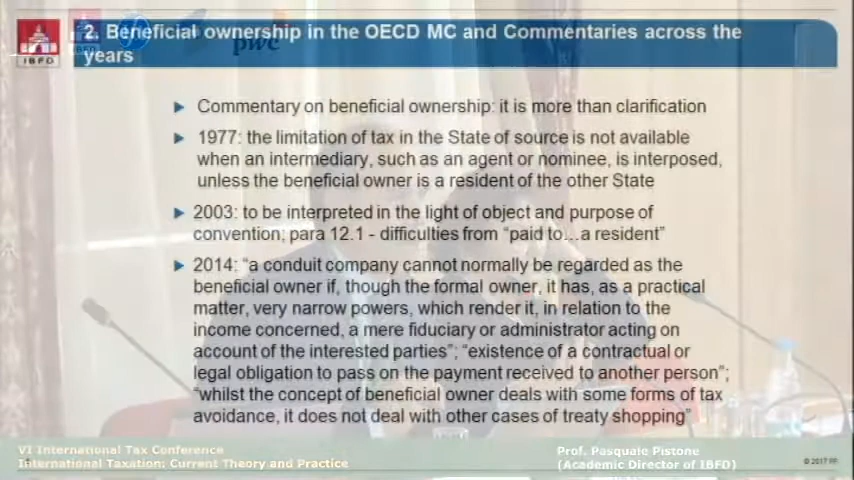 2. Beneficial ownership in the OECD MC and Commentaries across the
years
IBFD
pwc
Commentary on beneficial ownership: it is more than clarification
1977: the limitation of tax in the State of source is not available
when an intermediary, such as an agent or nominee, is interposed,
unless the beneficial owner is a resident of the other State
2003: to be interpreted in the light of object and purpose of
convention; para 12.1 - difficulties from “paid to…a resident”
2014: “a conduit company cannot normally be regarded as the
beneficial owner if, though the formal owner, it has, as a practical
matter, very narrow powers, which render it, in relation to the
income concerned, a mere fiduciary or administrator acting on
account of the interested parties”; “existence of a contractual or
legal obligation to pass on the payment received to another person”;
“whilst the concept of beneficial owner deals with some forms of tax
avoidance, it does not deal with other cases of treaty shopping”
VI International Tax Conference
International Taxation: Current Theory and Practice
Prof. Pasquale Pistone
(Academic Director of IBFD)
© 2017 PP